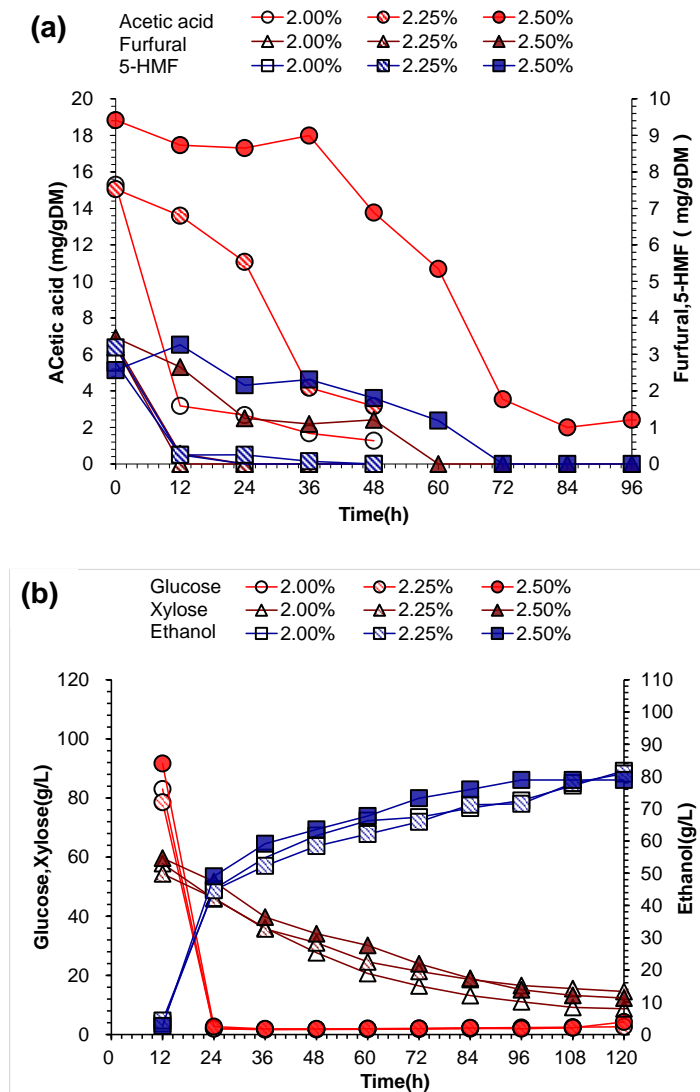 (a)
Acetic acid 2.00% 2.25% 2.50%
Furfural 2.00% 2.25% 2.50%
5-HMF 2.00% 2.25% 2.50%
ACetic acid (mg/gDM)
20
18
16
14
12
10
8
6
4
2
0
10
9
8
7
6
5
4
3
2
1
0
Furfural,5-HMF ( mg/gDM)
0 12 24 36 48 60 72 84 96
Time(h)
(b)
Glucose 2.00% 2.25% 2.50%
Xylose 2.00% 2.25% 2.50%
Ethanol 2.00% 2.25% 2.50%
Glucose,Xylose(g/L)
120
100
80
60
40
20
0
110
100
90
80
70
60
50
40
30
20
10
0
Ethanol(g/L)
0 12 24 36 48 60 72 84 96 108 120
Time(h)